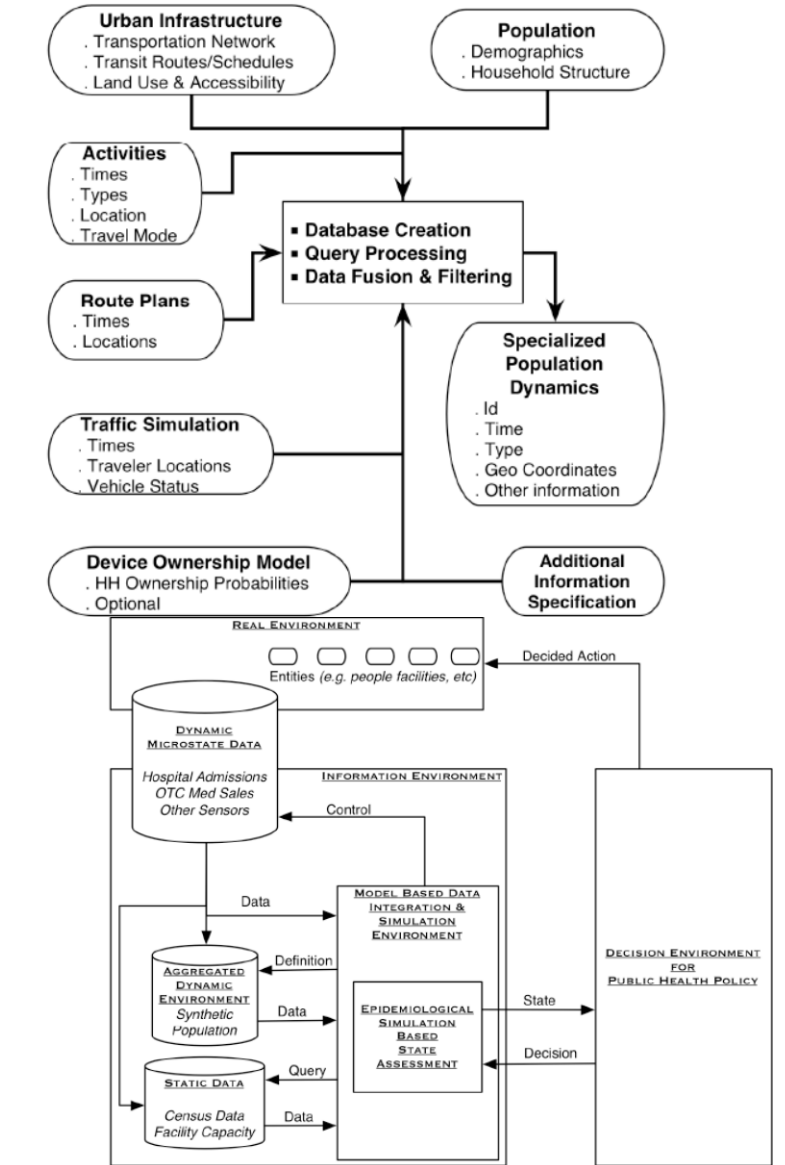 Urban Infrastructure
. Transportation Network
. Transit Routes/Schedules
. Land Use & Accessibility
Population
. Demographics
. Household Structure
Activities
. Times
. Types
. Location
. Travel Mode
▪ Database Creation
▪ Query Processing
▪ Data Fusion & Filtering
Route Plans
. Times
. Locations
Specialized
Population
Dynamics
. Id
. Time
. Type
. Geo Coordinates
. Other information
Traffic Simulation
. Times
. Traveler Locations
. Vehicle Status
Device Ownership Model
. HH Ownership Probabilities
. Optional
Additional
Information
Specification
REAL ENVIRONMENT
Entities (e.g. people facilities, etc)
Decided Action
DYNAMIC
MICROSTATE DATA
Hospital Admissions
OTC Med Sales
Other Sensors
INFORMATION ENVIRONMENT
Control
Data
MODEL BASED DATA
INTEGRATION &
SIMULATION
ENVIRONMENT
Definition
AGGREGATED
DYNAMIC
ENVIRONMENT
Synthetic
Population
Data
EPIDEMIOLOGICAL
SIMULATION
BASED
STATE
ASSESSMENT
State
Decision
DECISION ENVIRONMENT
FOR
PUBLIC HEALTH POLICY
Query
STATIC DATA
Census Data
Facility Capacity
Data